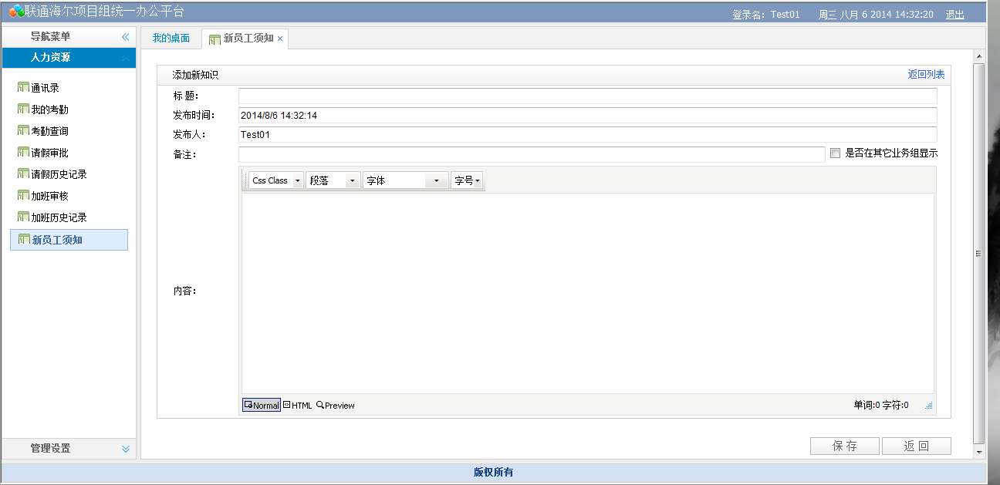 联通海尔项目组统一办公平台
登录名：Test01 周三 八月 6 2014 14:32:20 退出
导航菜单
人力资源
通讯录
我的考勤
考勤查询
请假审批
请假历史记录
加班审核
加班历史记录
新员工须知
管理设置
我的桌面 新员工须知
添加新知识 返回列表
标 题：
发布时间： 2014/8/6 14:32:14
发布人： Test01
备注： 是否在其它业务组显示
Css Class 段落 字体 字号
内容：
Normal HTML Preview 单词:0 字符:0
保 存 返 回
版权所有